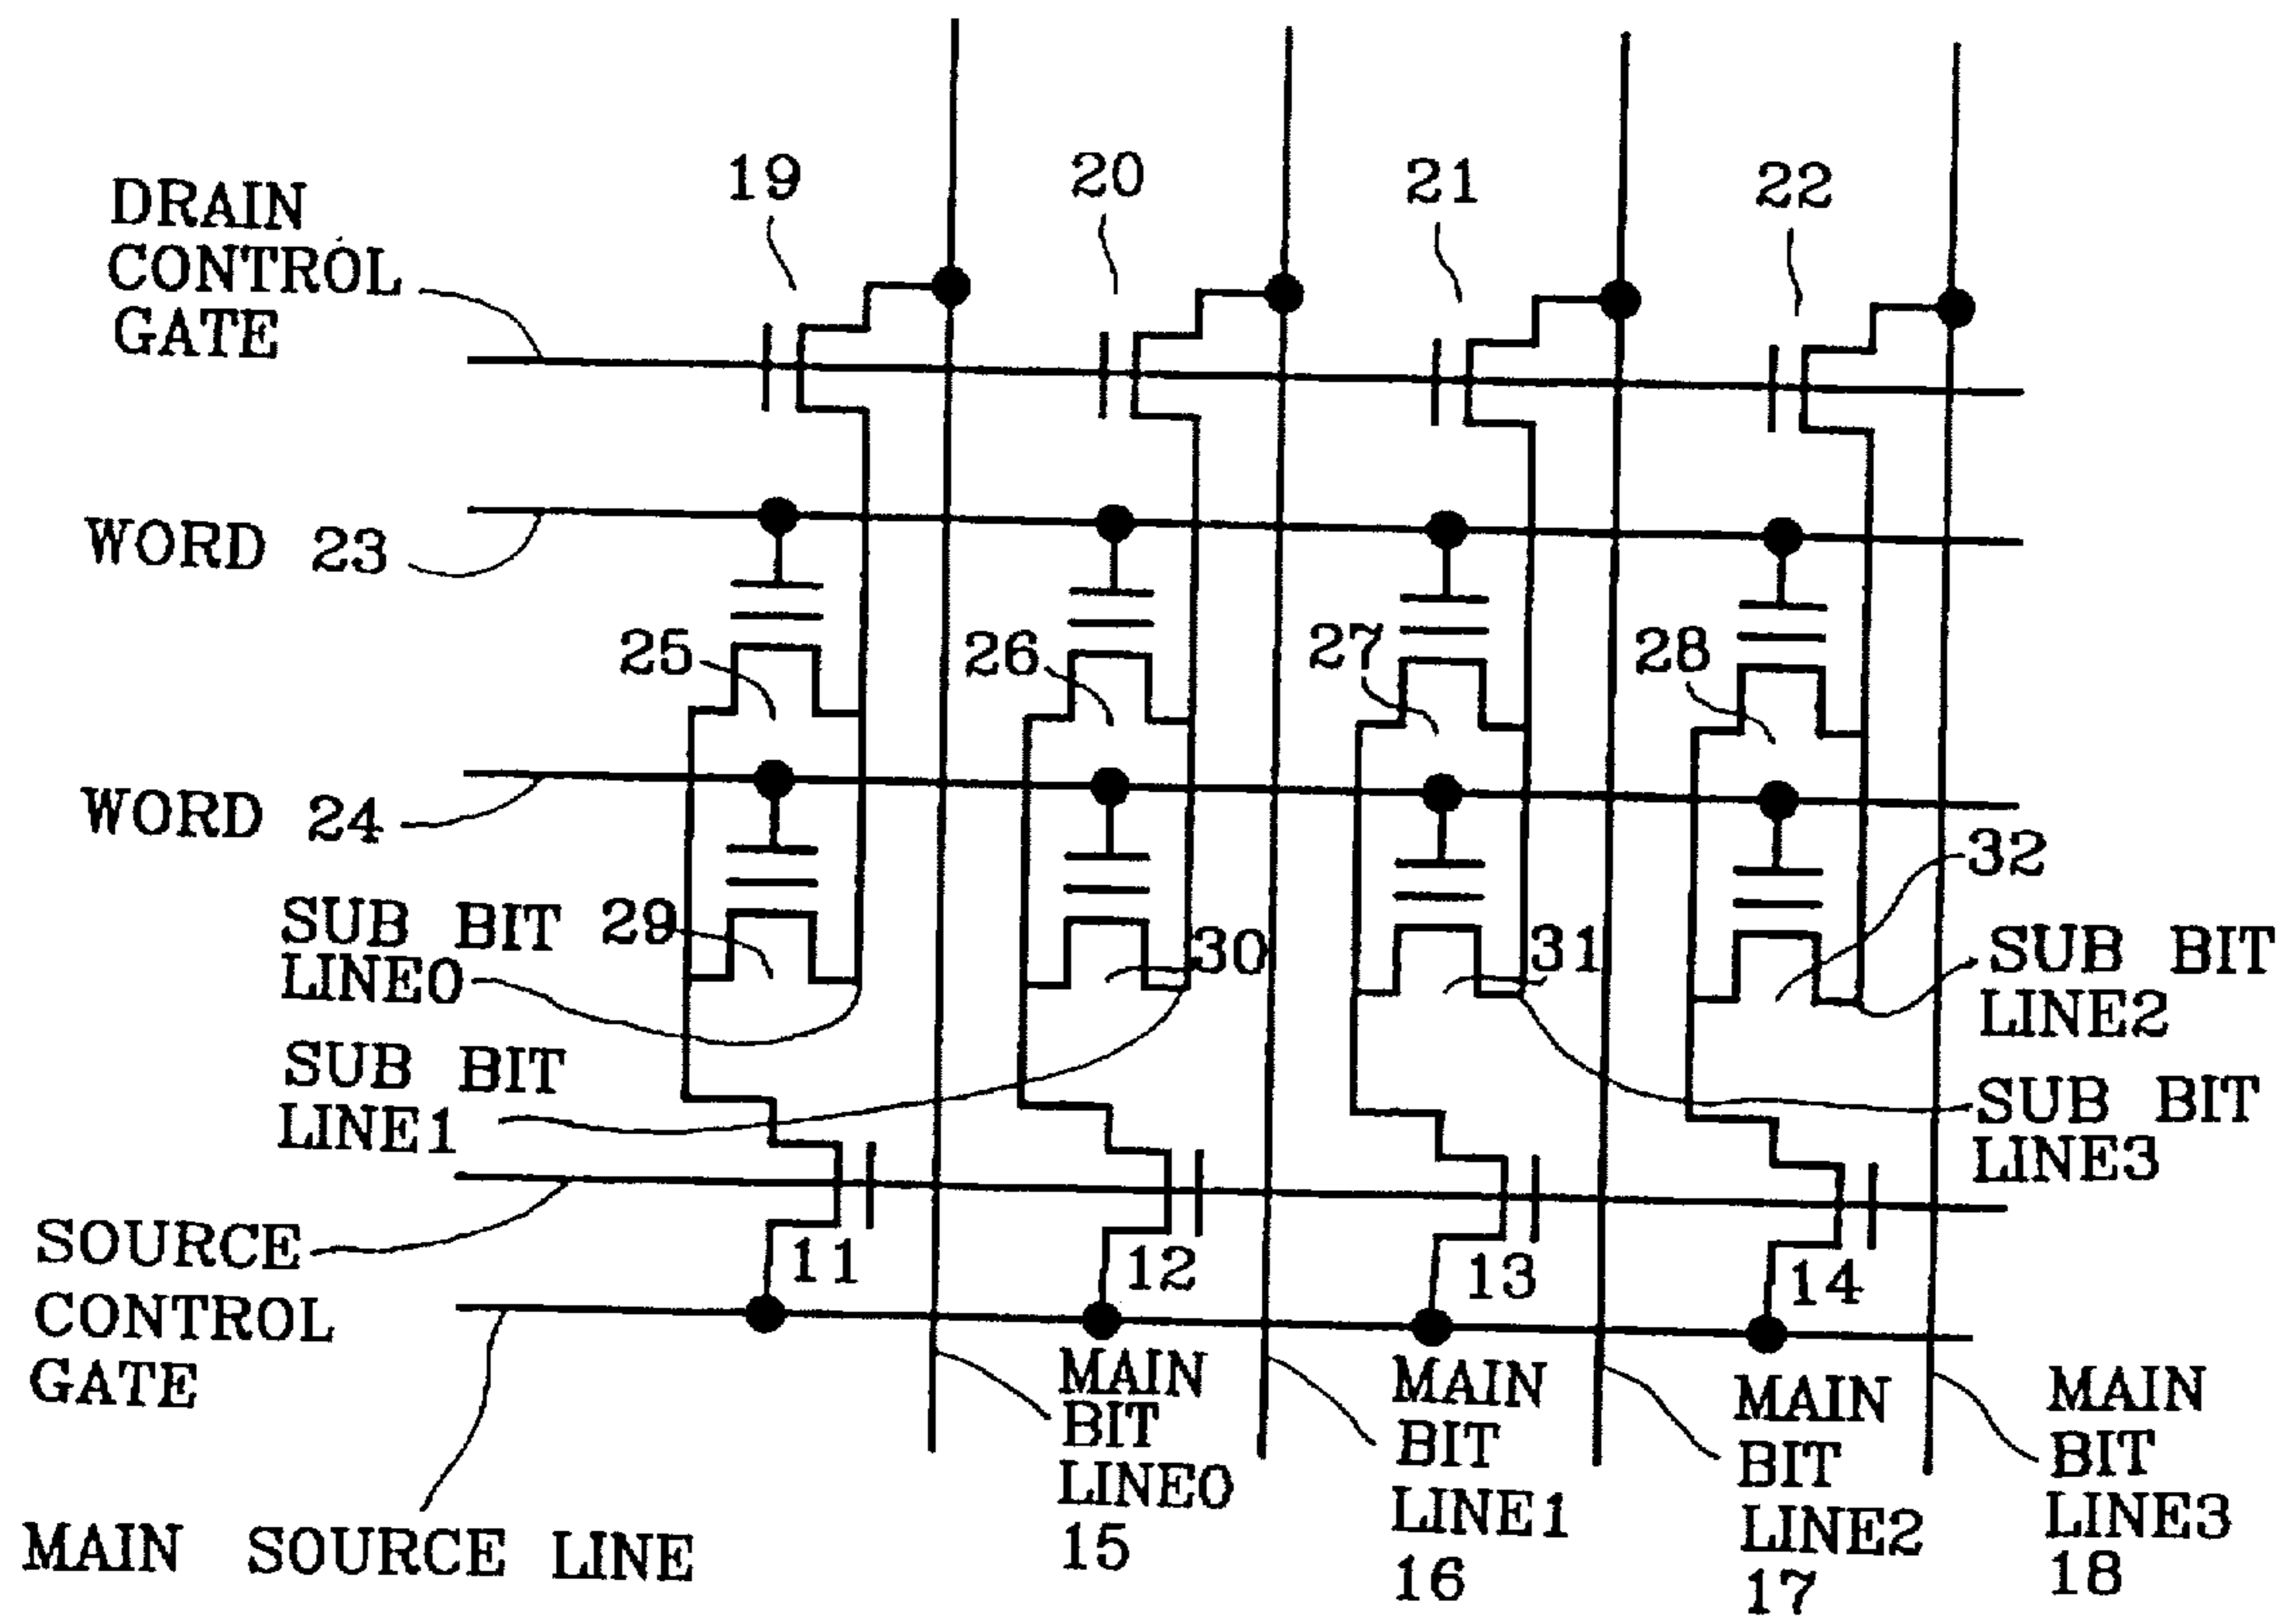 19
20
21
22
DRAIN
CONTROL
GATE
WORD 23
25
26
27
28
WORD 24
32
SUB BIT
LINE0
29
30
31
SUB BIT
LINE2
SUB BIT
LINE1
SUB BIT
LINE3
SOURCE
CONTROL
GATE
11
12
13
14
MAIN SOURCE LINE
MAIN
BIT
LINE0
15
MAIN
BIT
LINE1
16
MAIN
BIT
LINE2
17
MAIN
BIT
LINE3
18